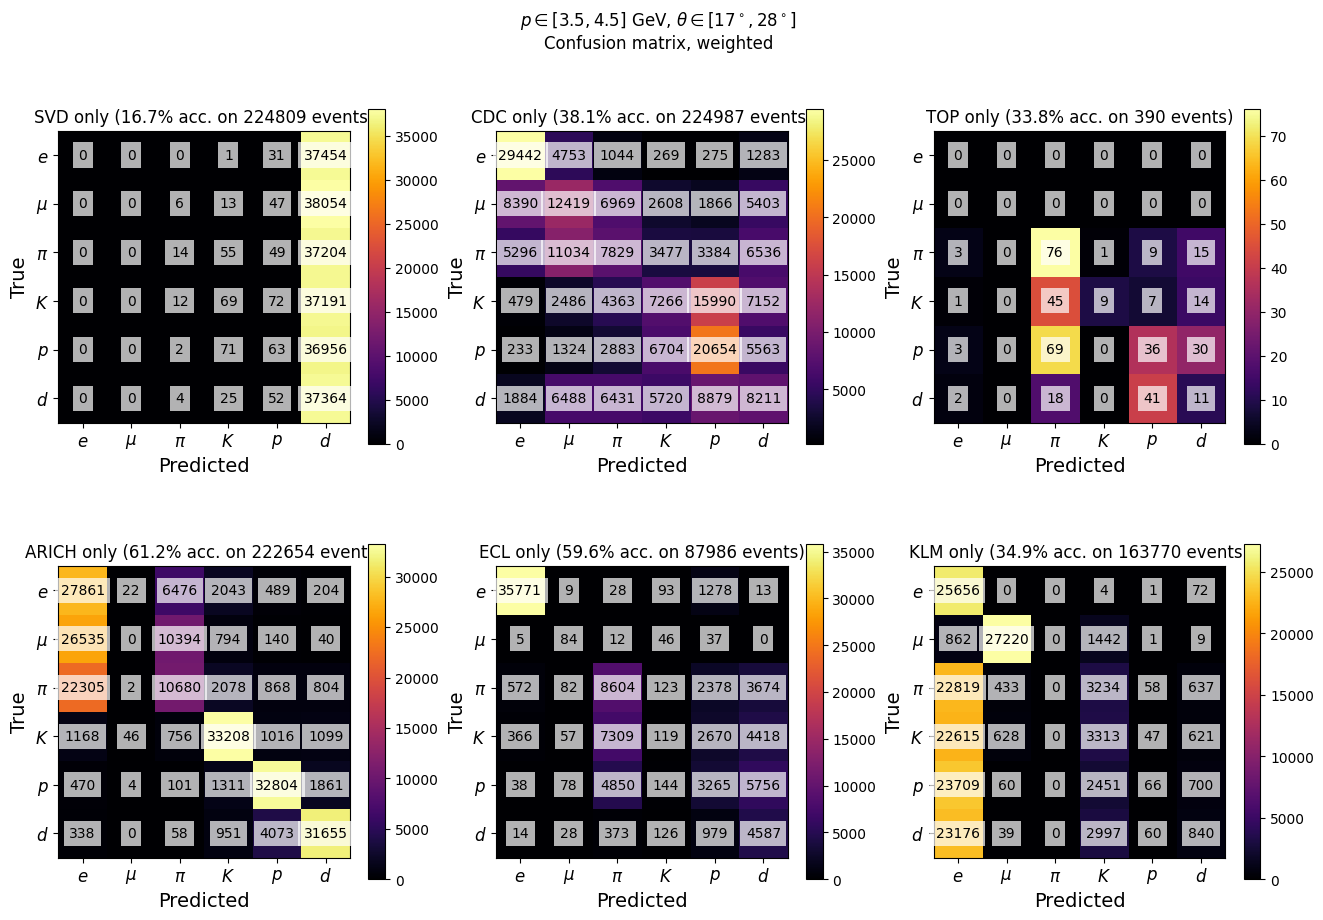 p ∈ [3.5, 4.5] GeV, θ ∈ [17°, 28°]
Confusion matrix, weighted
SVD only (16.7% acc. on 224809 events
True
e 0 0 0 1 31 37454
μ 0 0 6 13 47 38054
π 0 0 14 55 49 37204
K 0 0 12 69 72 37191
p 0 0 2 71 63 36956
d 0 0 4 25 52 37364
e μ π K p d
Predicted
35000
30000
25000
20000
15000
10000
5000
0
CDC only (38.1% acc. on 224987 events
True
e 29442 4753 1044 269 275 1283
μ 8390 12419 6969 2608 1866 5403
π 5296 11034 7829 3477 3384 6536
K 479 2486 4363 7266 15990 7152
p 233 1324 2883 6704 20654 5563
d 1884 6488 6431 5720 8879 8211
e μ π K p d
Predicted
25000
20000
15000
10000
5000
TOP only (33.8% acc. on 390 events)
True
e 0 0 0 0 0 0
μ 0 0 0 0 0 0
π 3 0 76 1 9 15
K 1 0 45 9 7 14
p 3 0 69 0 36 30
d 2 0 18 0 41 11
e μ π K p d
Predicted
70
60
50
40
30
20
10
0
ARICH only (61.2% acc. on 222654 event
True
e 27861 22 6476 2043 489 204
μ 26535 0 10394 794 140 40
π 22305 2 10680 2078 868 804
K 1168 46 756 33208 1016 1099
p 470 4 101 1311 32804 1861
d 338 0 58 951 4073 31655
e μ π K p d
Predicted
30000
25000
20000
15000
10000
5000
0
ECL only (59.6% acc. on 87986 events)
True
e 35771 9 28 93 1278 13
μ 5 84 12 46 37 0
π 572 82 8604 123 2378 3674
K 366 57 7309 119 2670 4418
p 38 78 4850 144 3265 5756
d 14 28 373 126 979 4587
e μ π K p d
Predicted
35000
30000
25000
20000
15000
10000
5000
0
KLM only (34.9% acc. on 163770 events
True
e 25656 0 0 4 1 72
μ 862 27220 0 1442 1 9
π 22819 433 0 3234 58 637
K 22615 628 0 3313 47 621
p 23709 60 0 2451 66 700
d 23176 39 0 2997 60 840
e μ π K p d
Predicted
25000
20000
15000
10000
5000
0